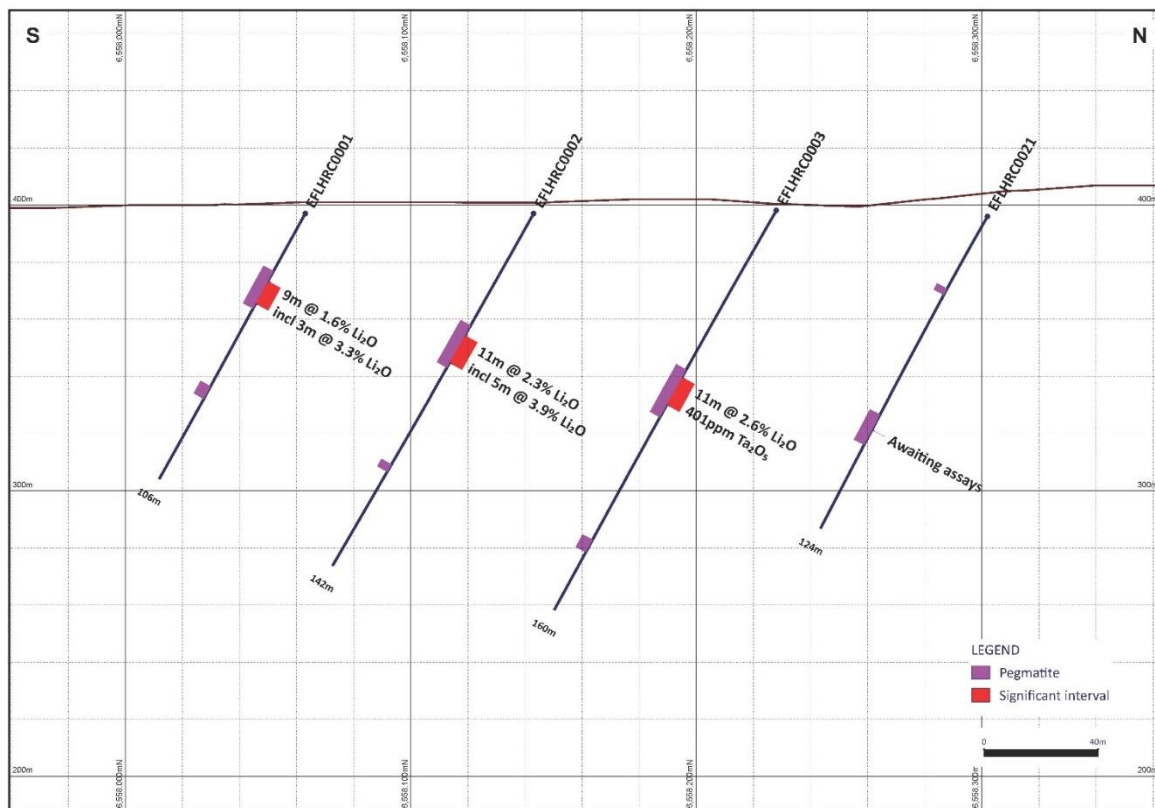 S
N
6,558,000mN
6,558,100mN
6,558,200mN
6,558,300mN
EFLHRC0001
EFLHRC0002
EFLHRC0003
EFLHRC0021
400m
400m
9m @ 1.6% Li₂O
incl 3m @ 3.3% Li₂O
11m @ 2.3% Li₂O
incl 5m @ 3.9% Li₂O
11m @ 2.6% Li₂O
401ppm Ta₂O₅
Awaiting assays
106m
142m
160m
124m
300m
300m
LEGEND
Pegmatite
Significant interval
0 40m
200m
200m
6,558,000mN
6,558,100mN
6,558,200mN
6,558,300mN